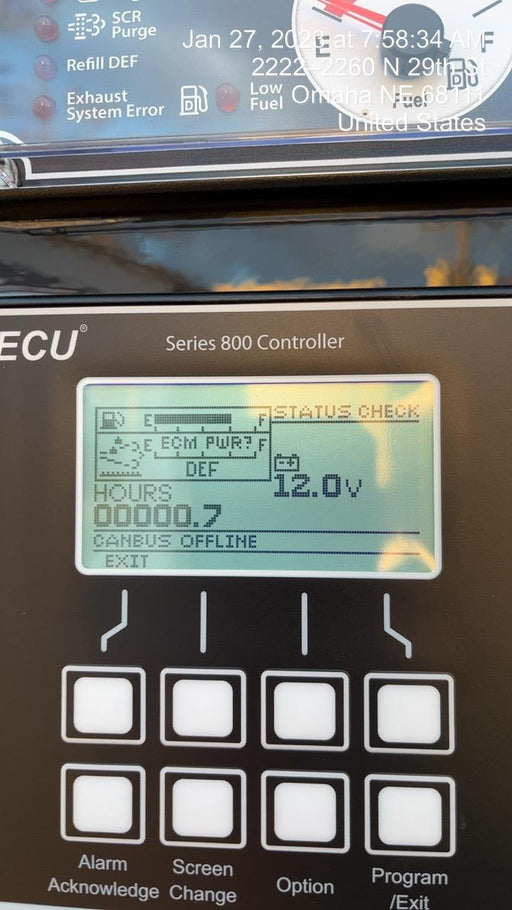 SCR
Purge
Refill DEF
Exhaust
System Error
Low
Fuel
E
F
Fuel
Jan 27, 2023 at 7:58:34 AM
2222-2260 N 29th St
Omaha NE 68111
United States
ECU®
Series 800 Controller
E F
STATUS CHECK
E ECM PWR? F
DEF
12.0V
HOURS
00000.7
CANBUS OFFLINE
EXIT
Alarm
Acknowledge
Screen
Change
Option
Program
/Exit